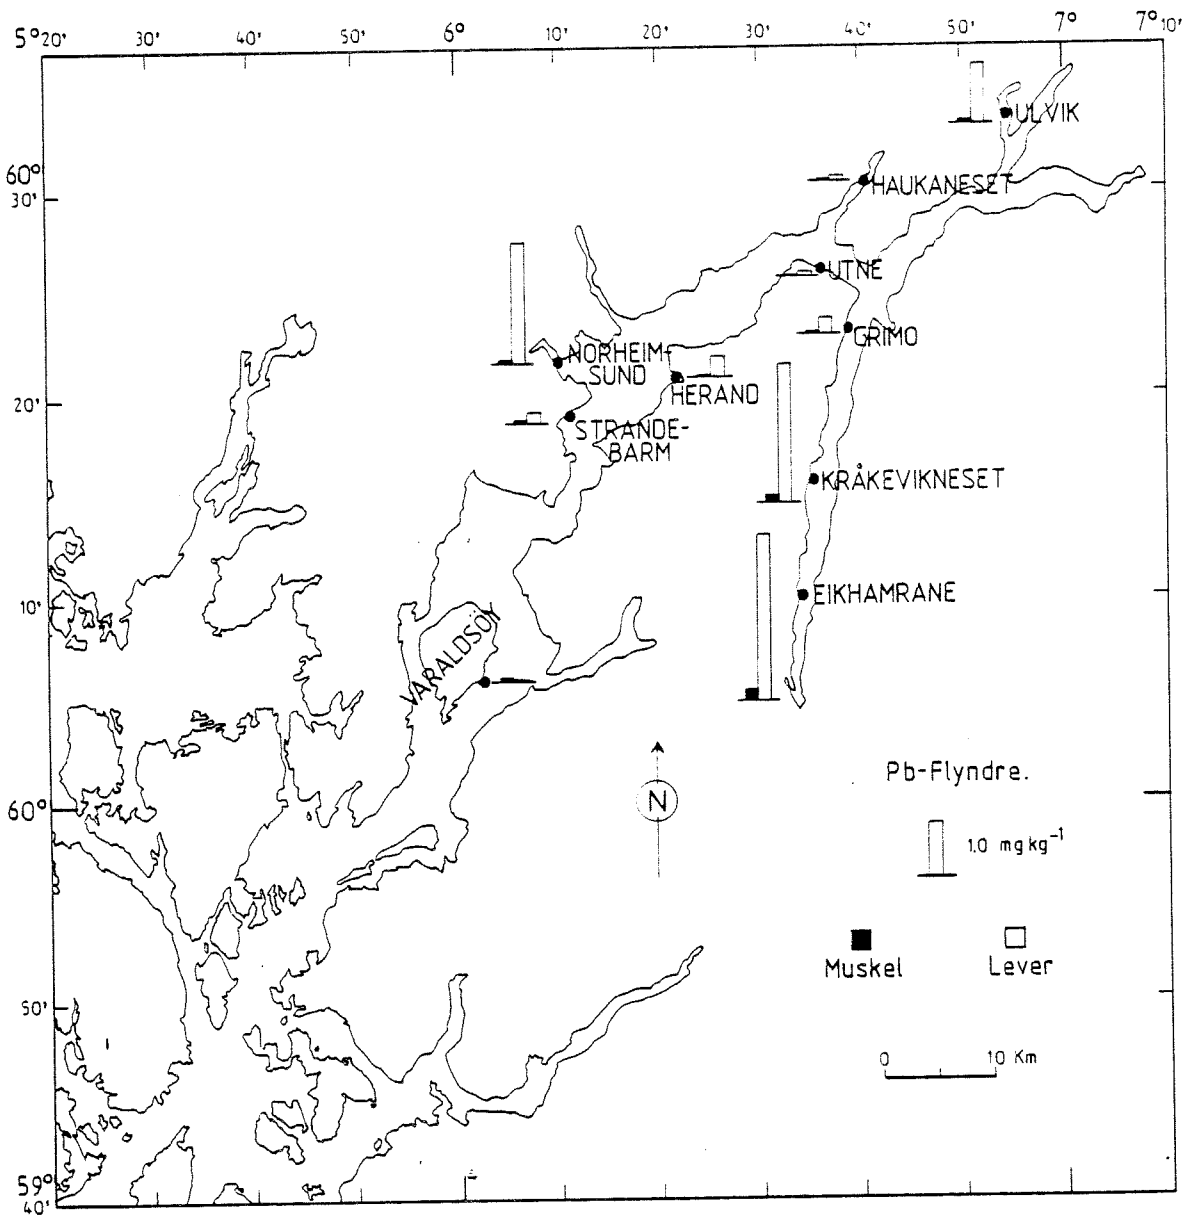 5° 20' 30' 40' 50' 6° 10' 20' 30' 40' 50' 7° 7° 10'
ULVIK
60°
30'
HAUKANESET
UTNE
GRIMO
NORHEIM-
SUND
HERAND
20'
STRANDE-
BARM
KRÅKEVIKNESET
10'
EIKHAMRANE
VARALDSÖY
Pb-Flyndre.
60°
N
1.0 mg kg⁻¹
Muskel
Lever
50'
0 10 Km
59°
40'